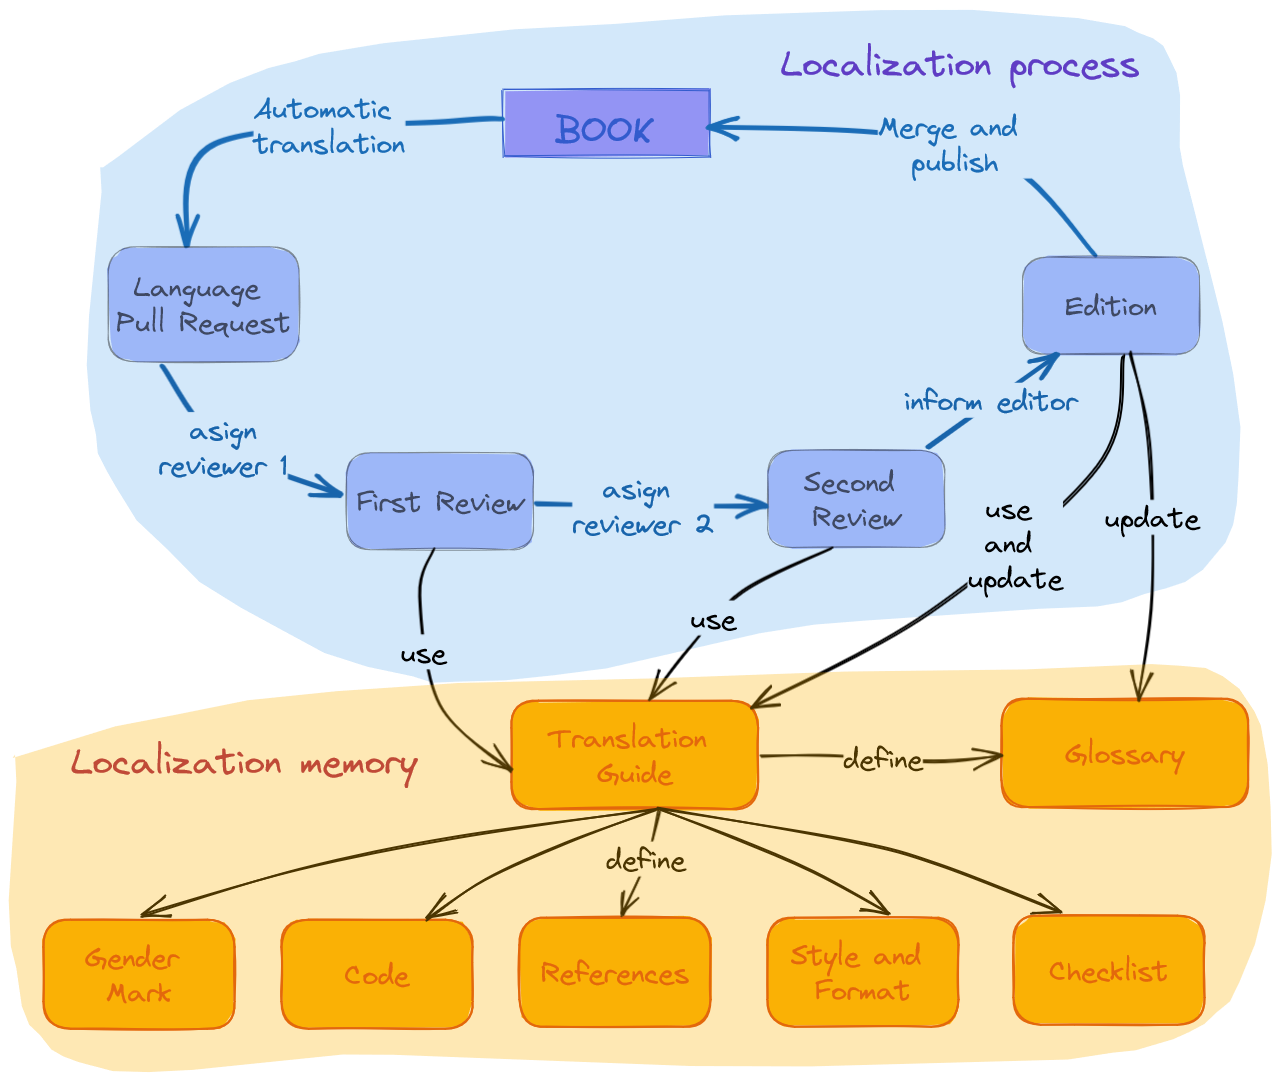 Localization process
BOOK
Automatic
translation
Merge and
publish
Language
Pull Request
Edition
asign
reviewer 1
First Review
asign
reviewer 2
Second
Review
inform editor
use
and
update
update
use
use
Localization memory
Translation
Guide
define
Glossary
define
Gender
Mark
Code
References
Style and
Format
Checklist